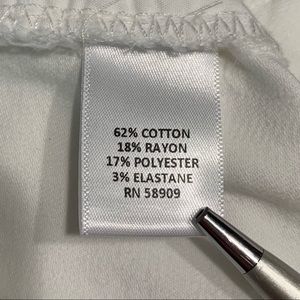 62% COTTON
18% RAYON
17% POLYESTER
3% ELASTANE
RN 58909